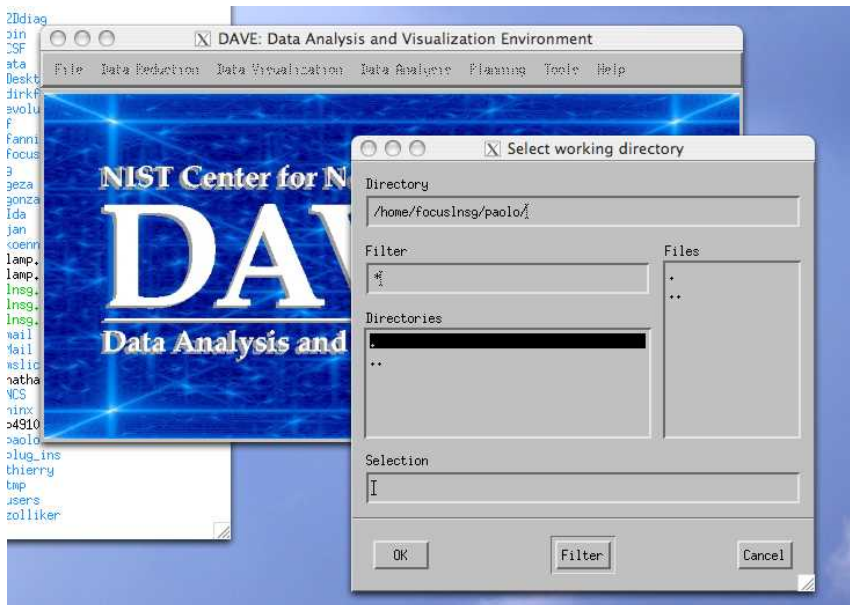 2Ddiag
bin
CSF
data
Deskt
dirkf
evolu
f
fanni
focus
g
geza
gonza
Ida
jan
koenn
lamp.
lamp.
lnsg.
lnsg.
lnsg.
mail
Mail
mslic
natha
NCS
ninx
p4910
paolo
plug_ins
thierry
tmp
users
zolliker
X DAVE: Data Analysis and Visualization Environment
File Data Reduction Data Visualization Data Analysis Planning Tools Help
NIST Center for N
DAV
Data Analysis and
X Select working directory
Directory
/home/focuslnsg/paolo/
Filter
*
Files
.
..
Directories
.
..
Selection
OK Filter Cancel